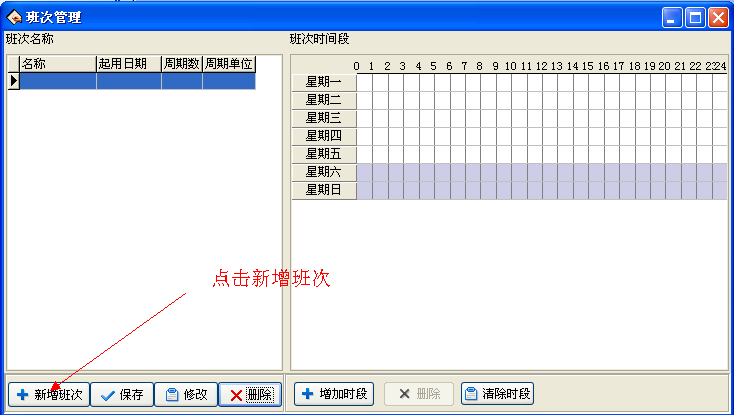 班次管理
班次名称
名称 起用日期 周期数 周期单位
班次时间段
0 1 2 3 4 5 6 7 8 9 10 11 12 13 14 15 16 17 18 19 20 21 22 23 24
星期一
星期二
星期三
星期四
星期五
星期六
星期日
点击新增班次
新增班次 保存 修改 删除
增加时段 删除 清除时段